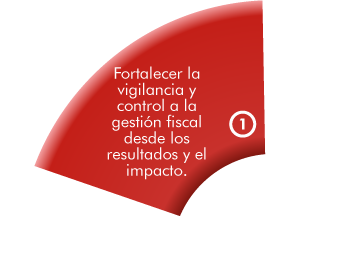 Fortalecer la
vigilancia y
control a la
gestión fiscal
desde los
resultados y el
impacto.
1